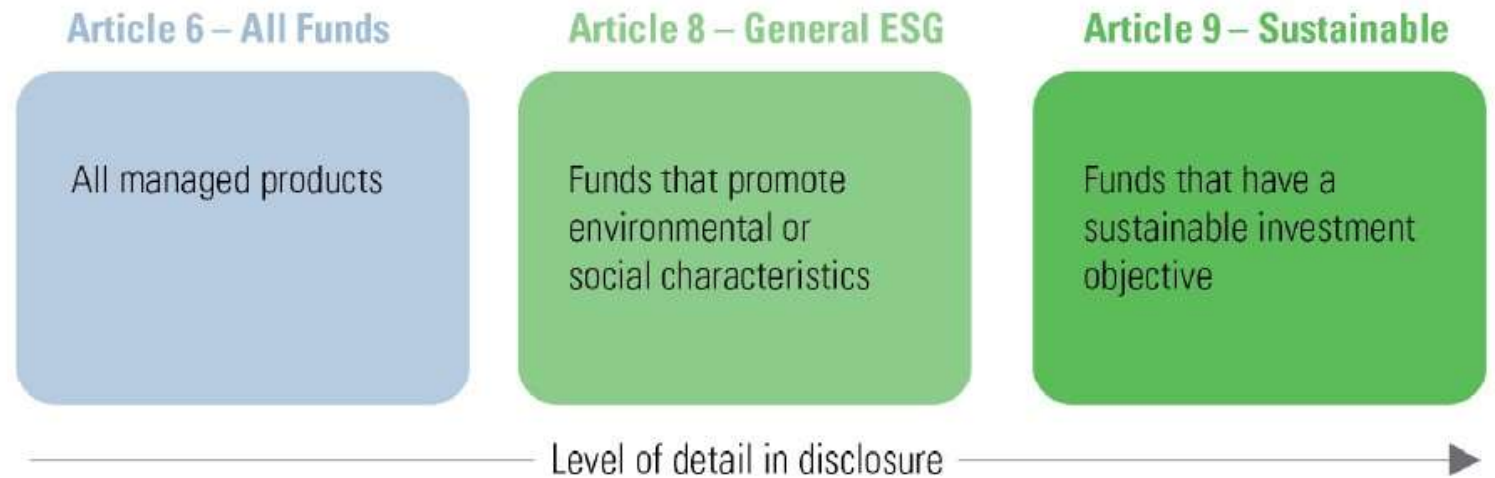 Article 6 – All Funds
All managed products
Article 8 – General ESG
Funds that promote
environmental or
social characteristics
Article 9 – Sustainable
Funds that have a
sustainable investment
objective
Level of detail in disclosure